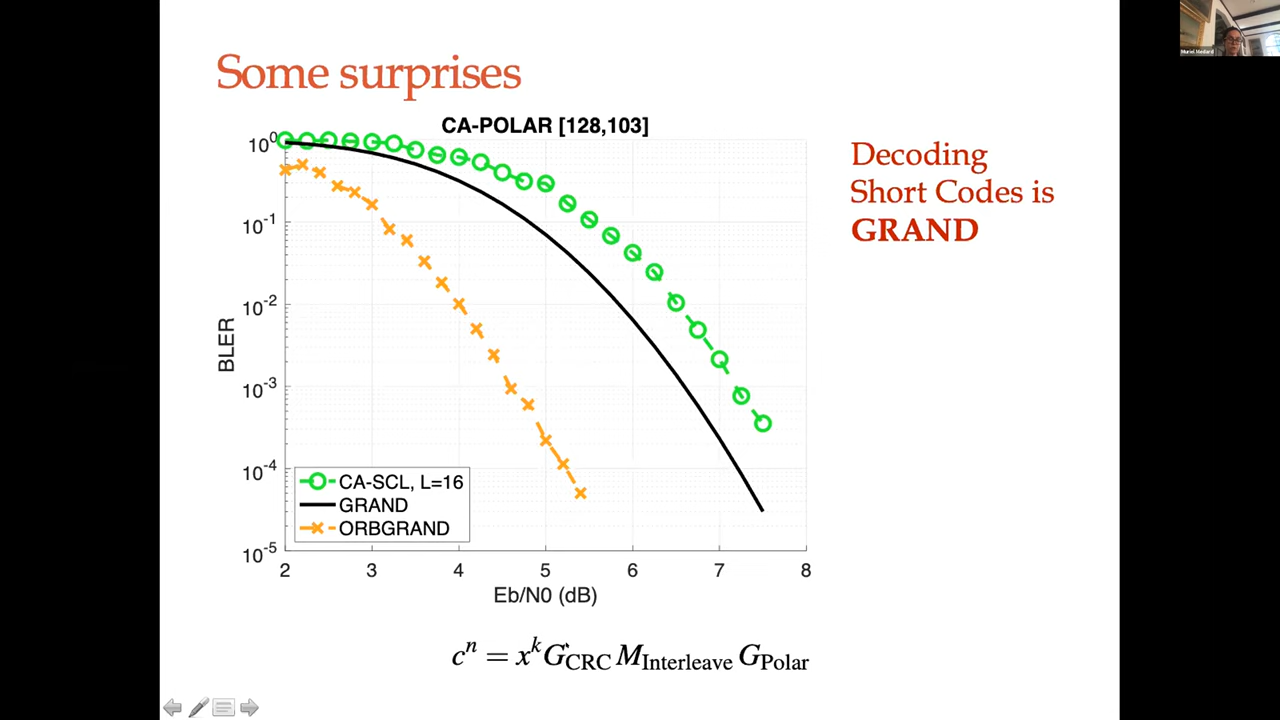 Some surprises
CA-POLAR [128,103]
Decoding
Short Codes is
GRAND
10^0
10^-1
10^-2
10^-3
10^-4
10^-5
BLER
CA-SCL, L=16
GRAND
ORBGRAND
2 3 4 5 6 7 8
Eb/N0 (dB)
c^n = x^k G_CRC M_Interleave G_Polar
Muriel Medard